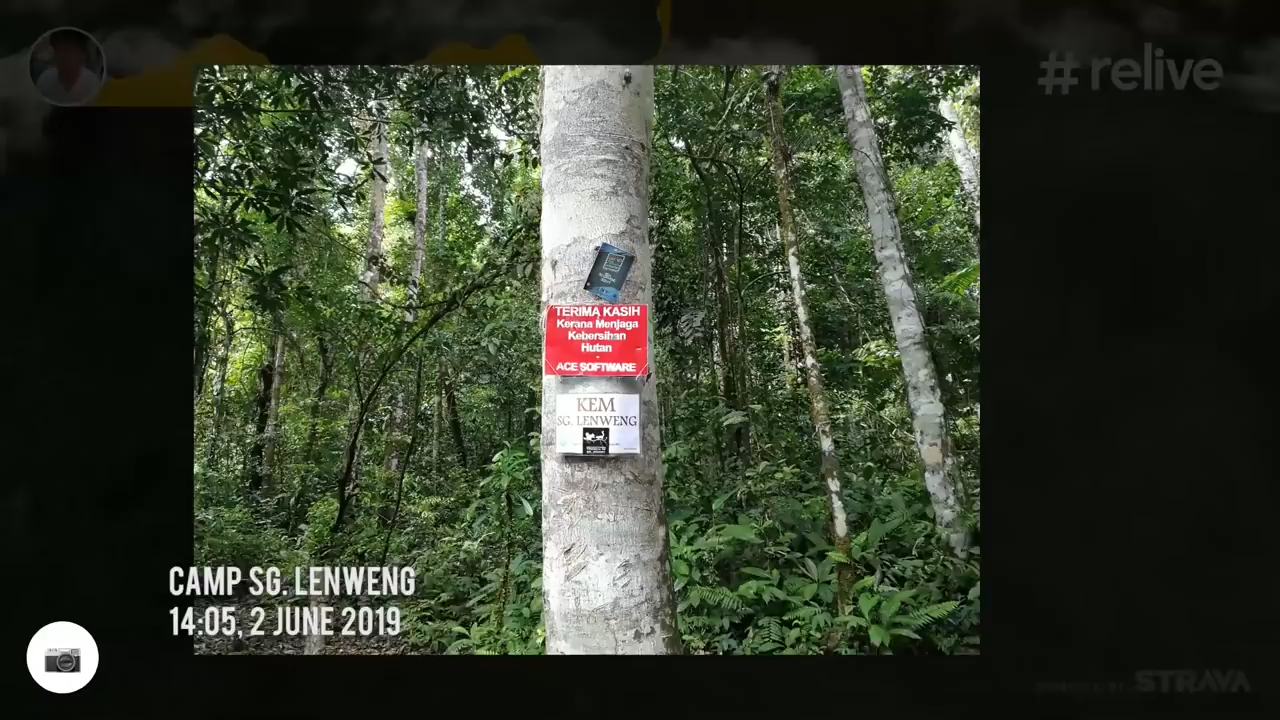 #relive
TERIMA KASIH
Kerana Menjaga
Kebersihan
Hutan
-
ACE SOFTWARE
KEM
SG. LENWENG
CAMP SG. LENWENG
14:05, 2 JUNE 2019
STRAVA